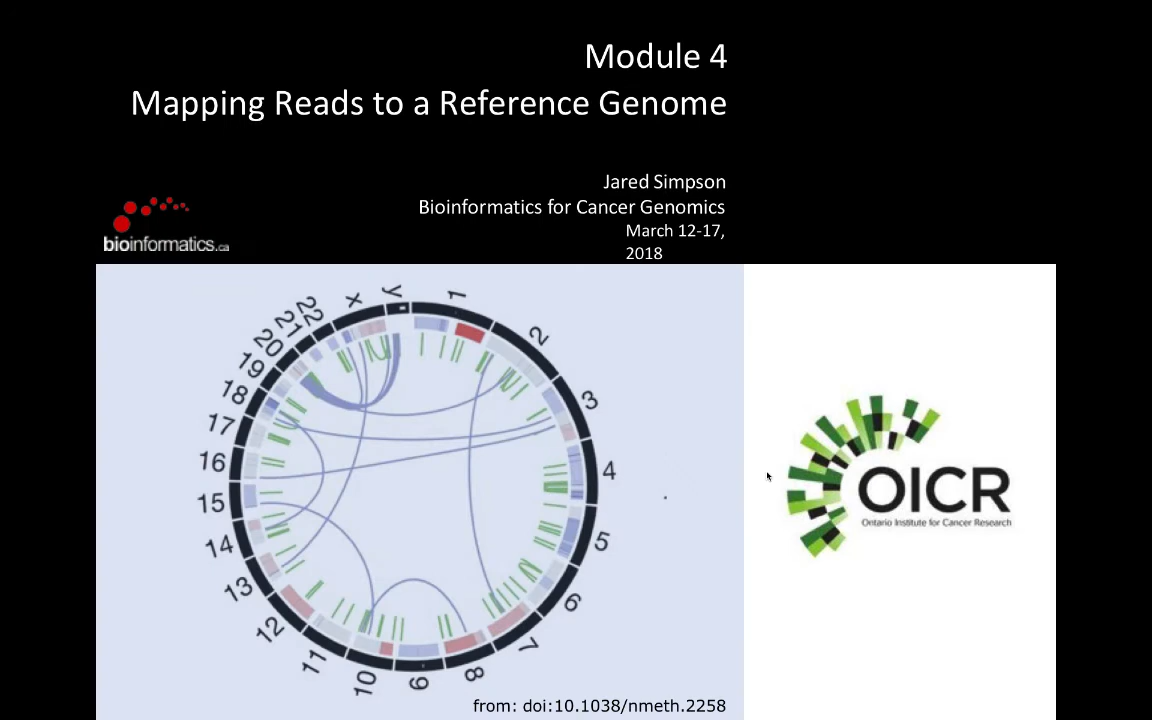 Module 4
Mapping Reads to a Reference Genome
Jared Simpson
Bioinformatics for Cancer Genomics
March 12-17,
2018
bioinformatics.ca
1
2
3
4
5
6
7
8
9
10
11
12
13
14
15
16
17
18
19
20
21
22
x
y
OICR
Ontario Institute for Cancer Research
from: doi:10.1038/nmeth.2258